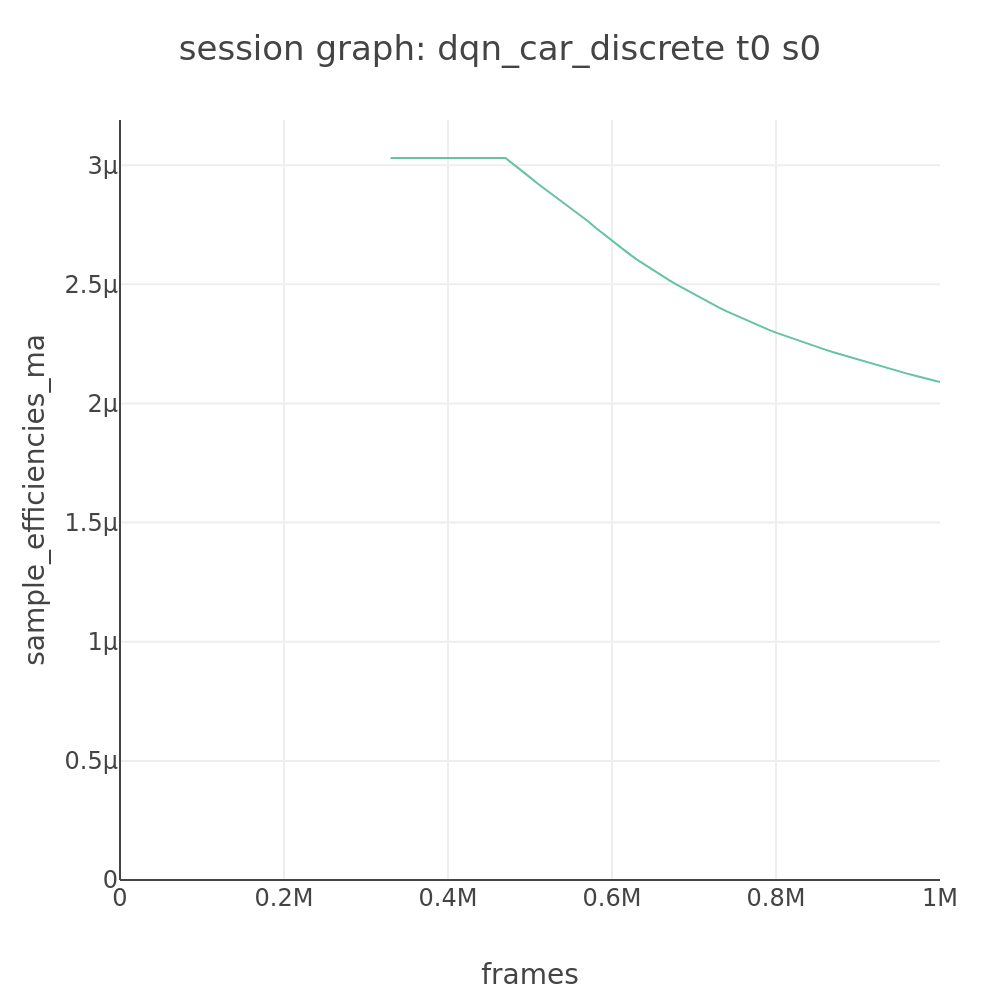 session graph: dqn_car_discrete t0 s0
3μ
2.5μ
2μ
1.5μ
1μ
0.5μ
0
0 0.2M 0.4M 0.6M 0.8M 1M
sample_efficiencies_ma
frames